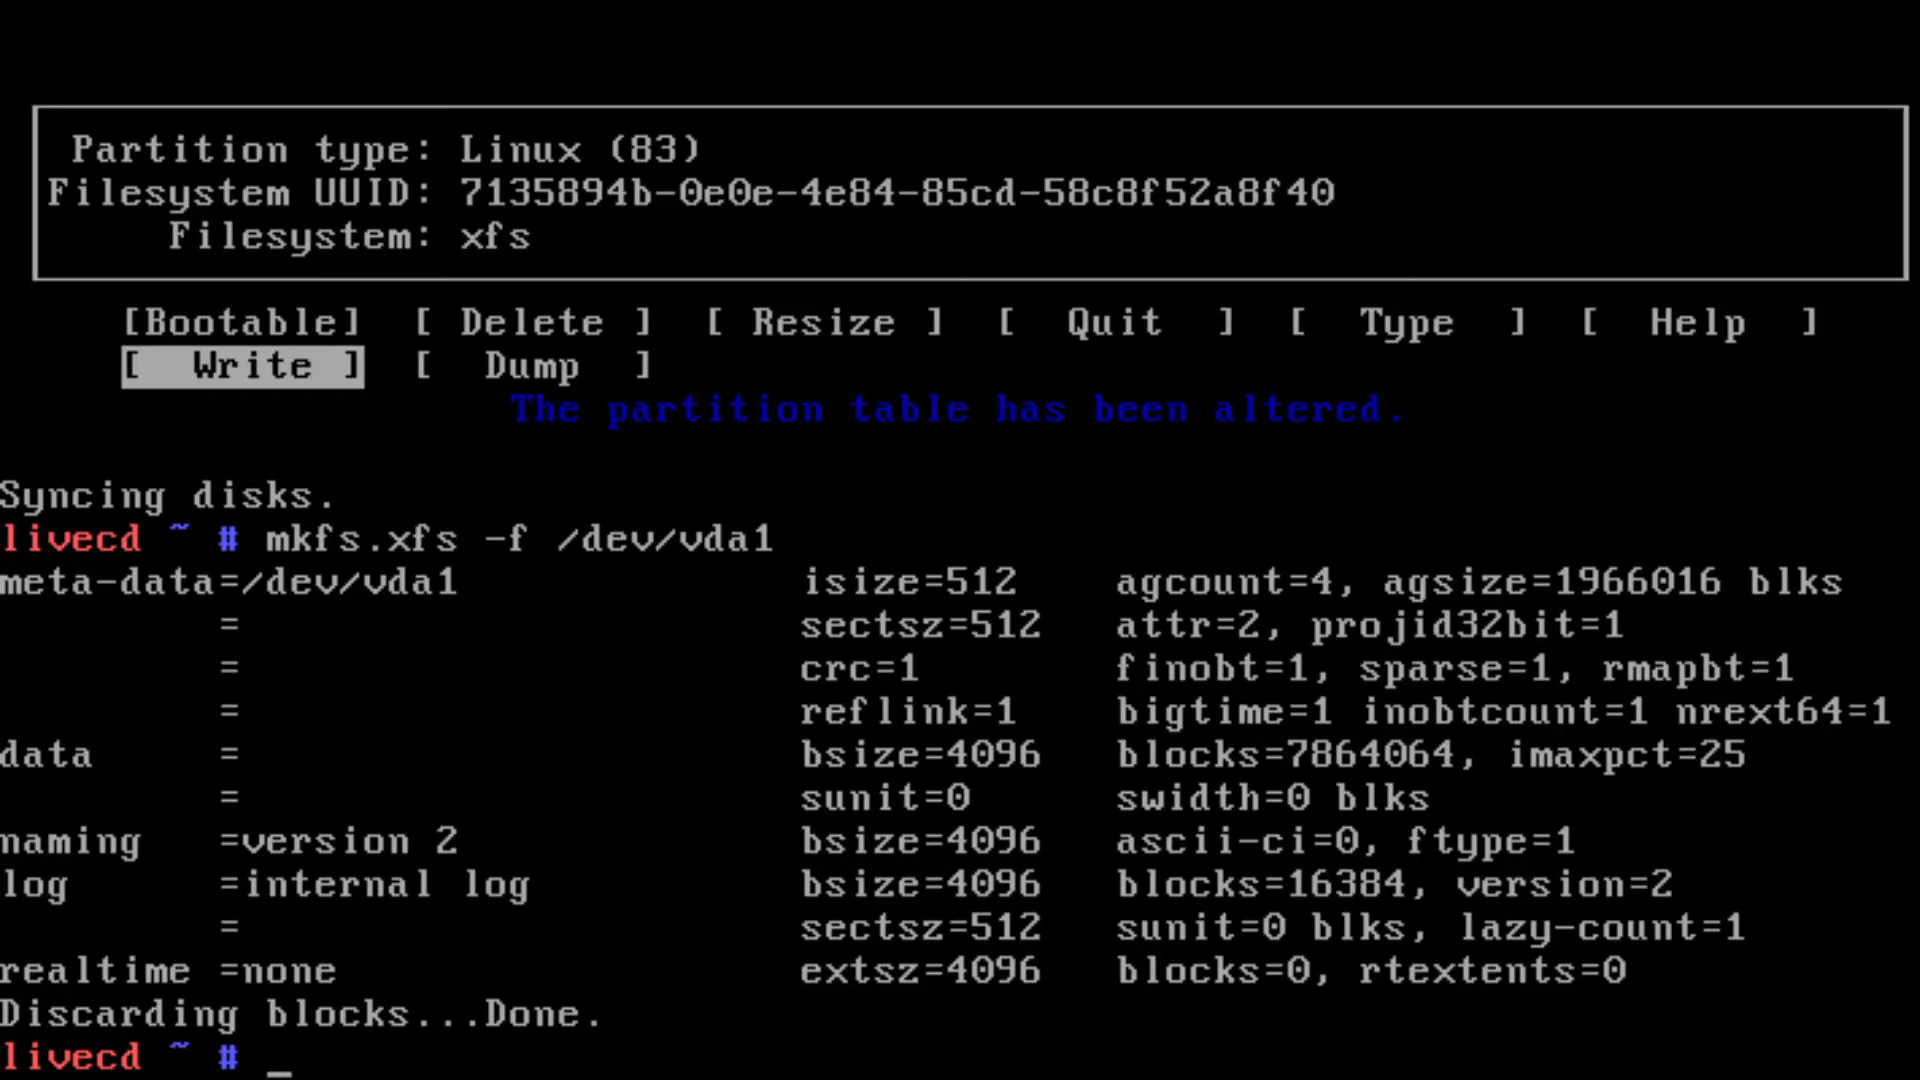 Partition type: Linux (83)
Filesystem UUID: 7135894b-0e0e-4e84-85cd-58c8f52a8f40
Filesystem: xfs
[Bootable] [ Delete ] [ Resize ] [ Quit ] [ Type ] [ Help ]
[ Write ] [ Dump ]
The partition table has been altered.
Syncing disks.
livecd ~ # mkfs.xfs -f /dev/vda1
meta-data=/dev/vda1 isize=512 agcount=4, agsize=1966016 blks
= sectsz=512 attr=2, projid32bit=1
= crc=1 finobt=1, sparse=1, rmapbt=1
= reflink=1 bigtime=1 inobtcount=1 nrext64=1
data = bsize=4096 blocks=7864064, imaxpct=25
= sunit=0 swidth=0 blks
naming =version 2 bsize=4096 ascii-ci=0, ftype=1
log =internal log bsize=4096 blocks=16384, version=2
= sectsz=512 sunit=0 blks, lazy-count=1
realtime =none extsz=4096 blocks=0, rtextents=0
Discarding blocks...Done.
livecd ~ # _